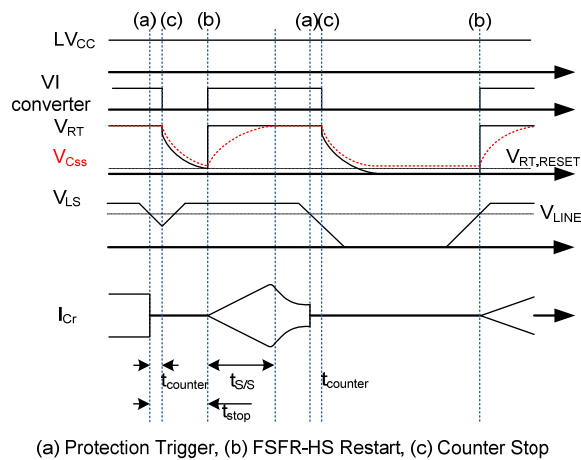 (a) (c) (b) (a) (c) (b)
LVCC
VI
converter
VRT
VCss
VRT,RESET
VLS
VLINE
ICr
tcounter tS/S tcounter
tstop
(a) Protection Trigger, (b) FSFR-HS Restart, (c) Counter Stop